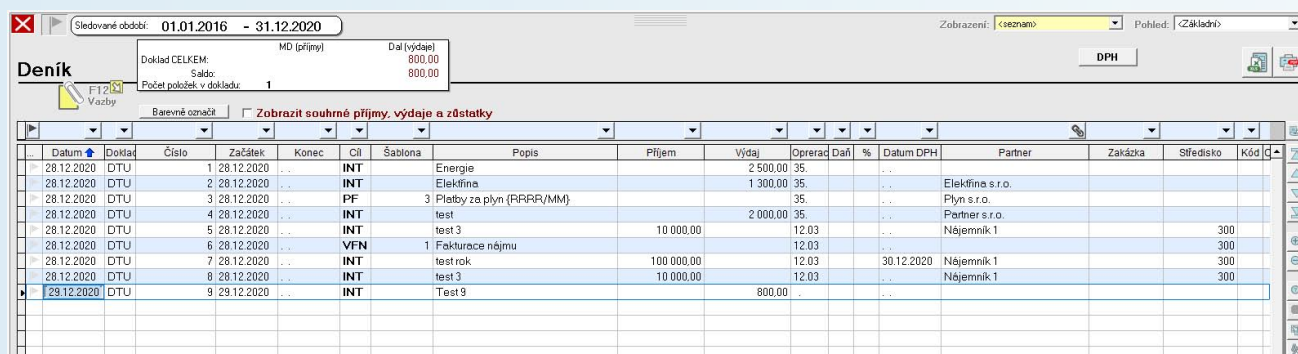 Sledované období: 01.01.2016 - 31.12.2020
Zobrazení: <seznam> Pohled: <Základní>
MD (příjmy) Dal (výdaje)
Doklad CELKEM: 800,00
Saldo: 800,00
Počet položek v dokladu: 1
DPH
Deník
F12
Vazby
Barevně označit Zobrazit souhrné příjmy, výdaje a zůstatky
... Datum Doklad Číslo Začátek Konec Cíl Šablona Popis Příjem Výdaj Oprerac Daň % Datum DPH Partner Zakázka Středisko Kód
28.12.2020 DTU 1 28.12.2020 . . INT Energie 2 500,00 35. . .
28.12.2020 DTU 2 28.12.2020 . . INT Elektřina 1 300,00 35. . . Elektřina s.r.o.
28.12.2020 DTU 3 28.12.2020 . . PF 3 Platby za plyn {RRRR/MM} 35. . . Plyn s.r.o.
28.12.2020 DTU 4 28.12.2020 . . INT test 2 000,00 35. . . Partner s.r.o.
28.12.2020 DTU 5 28.12.2020 . . INT test 3 10 000,00 12.03 . . Nájemník 1 300
28.12.2020 DTU 6 28.12.2020 . . VFN 1 Fakturace nájmu 12.03 . . 300
28.12.2020 DTU 7 28.12.2020 . . INT test rok 100 000,00 12.03 30.12.2020 Nájemník 1 300
28.12.2020 DTU 8 28.12.2020 . . INT test 3 10 000,00 12.03 . . Nájemník 1 300
29.12.2020 DTU 9 29.12.2020 . . INT Test 9 800,00 . . .